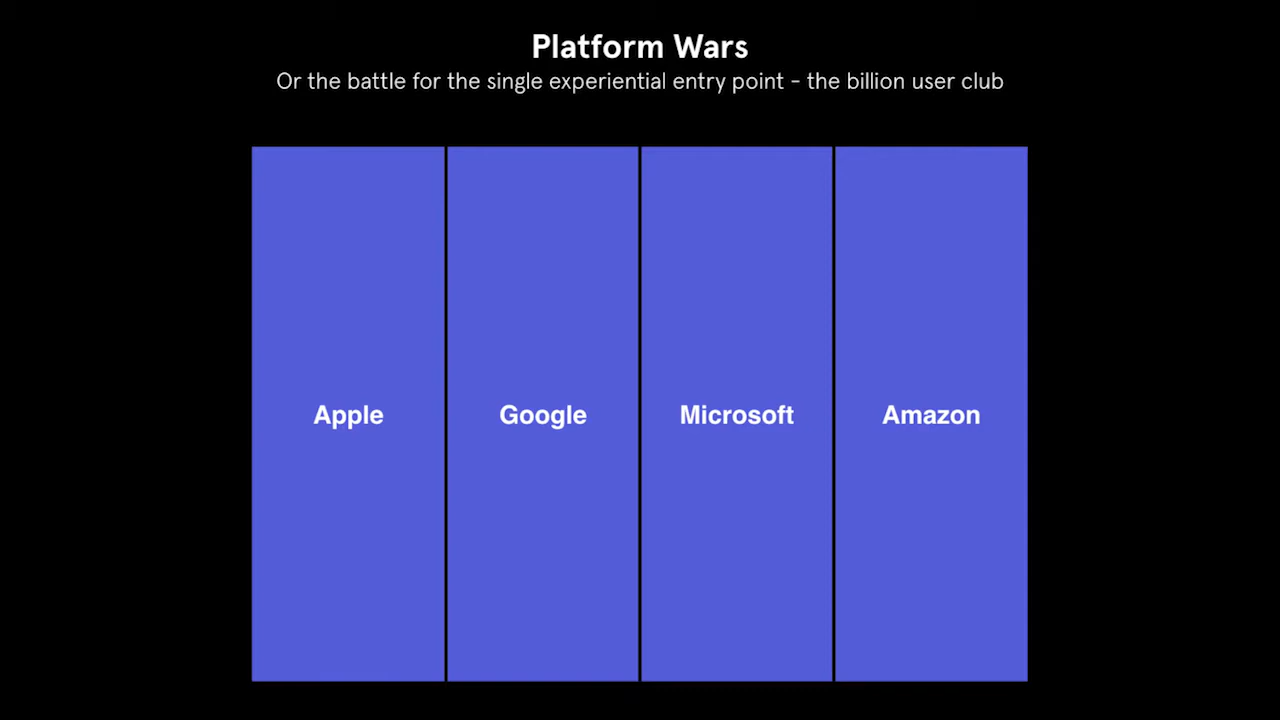 Platform Wars
Or the battle for the single experiential entry point - the billion user club
Apple
Google
Microsoft
Amazon